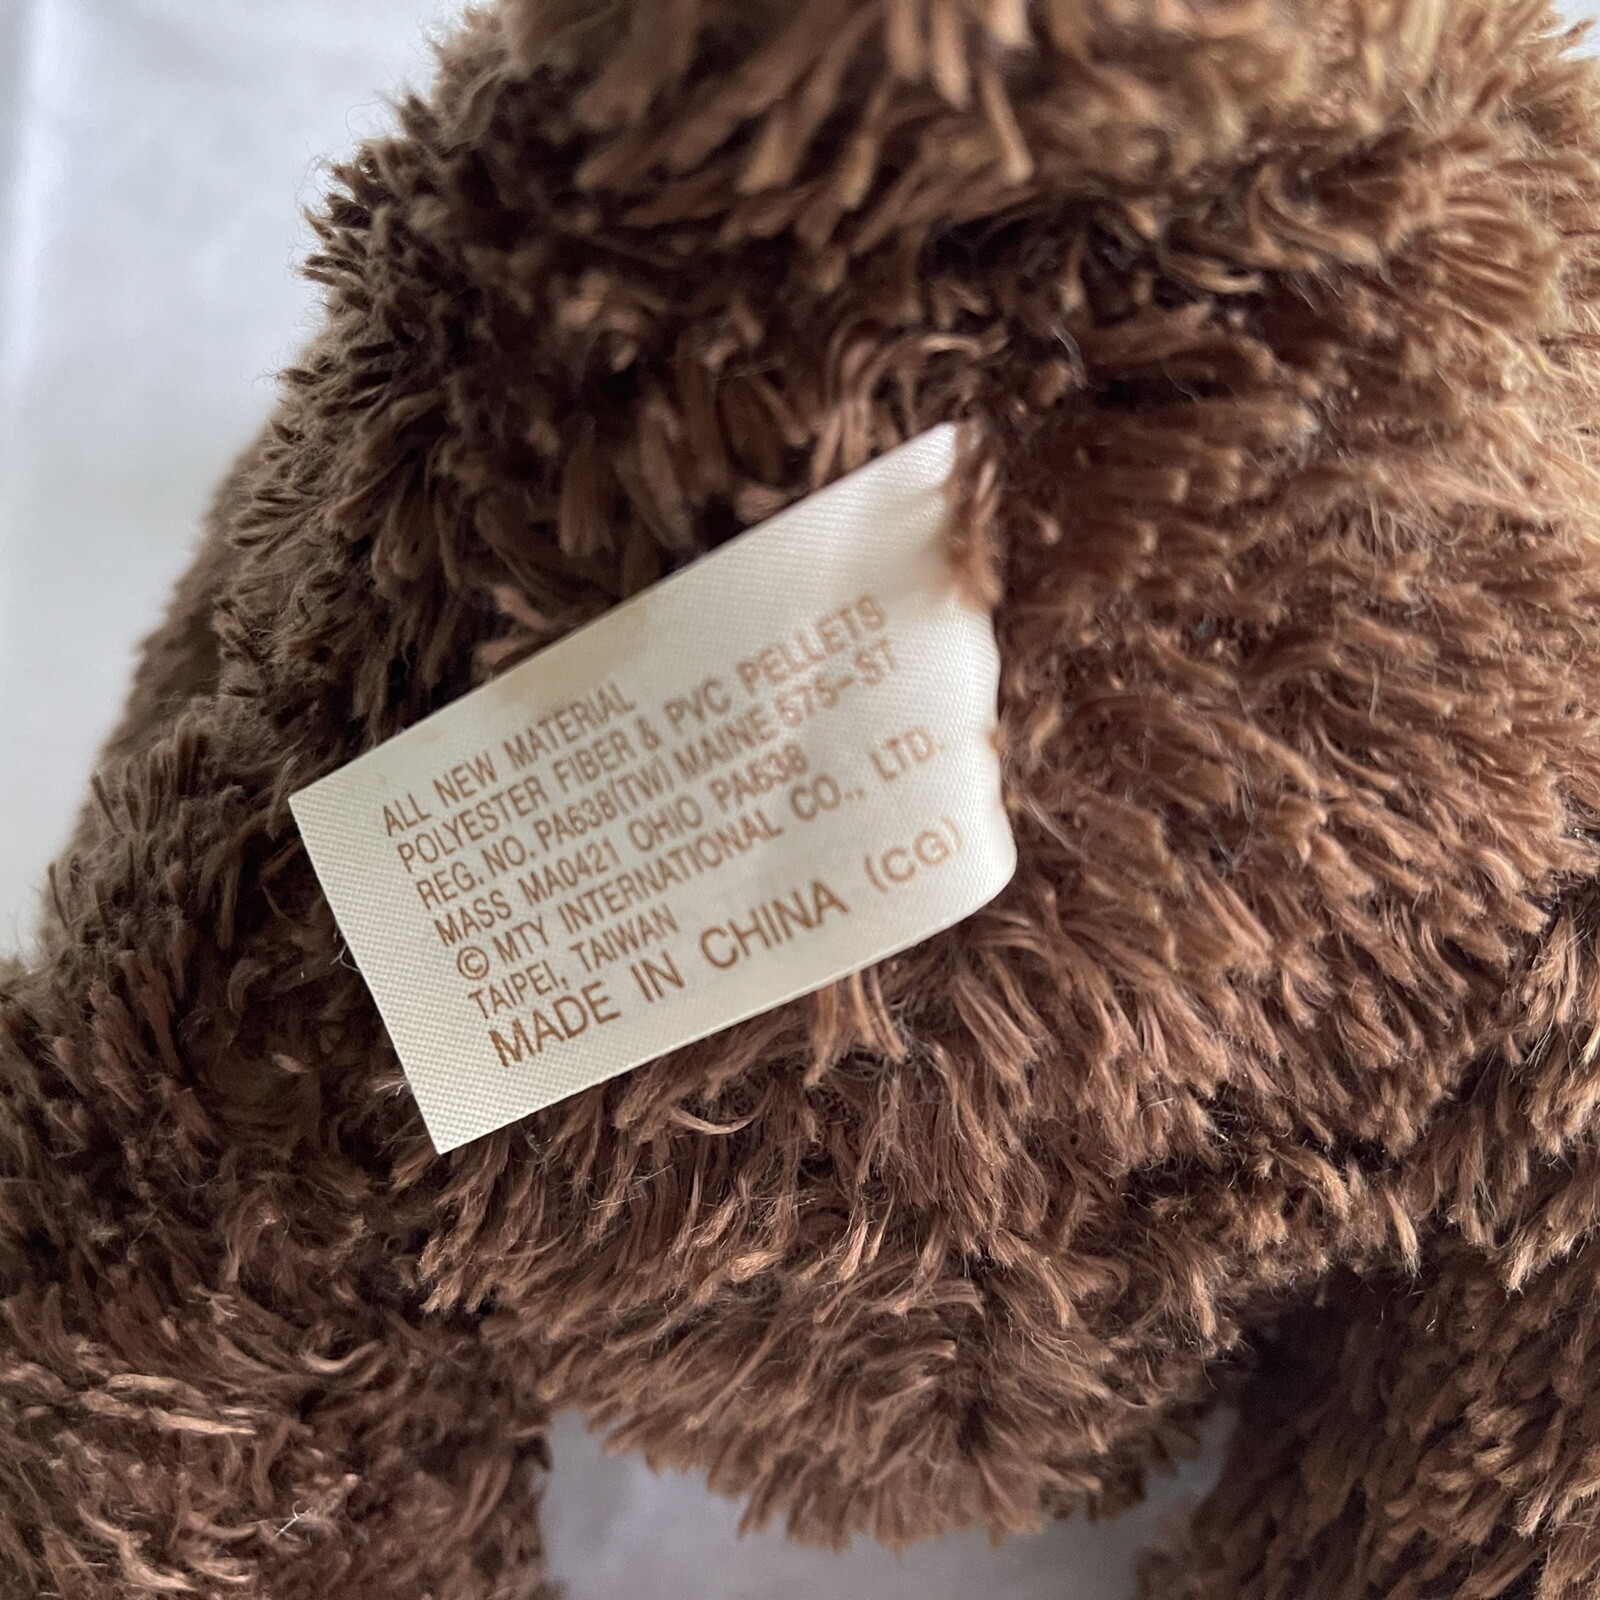 ALL NEW MATERIAL
POLYESTER FIBER & PVC PELLETS
REG. NO. PA638(TW) MAINE 575-ST
MASS MA0421 OHIO PA638
© MTY INTERNATIONAL CO., LTD.
TAIPEI, TAIWAN
MADE IN CHINA (CG)